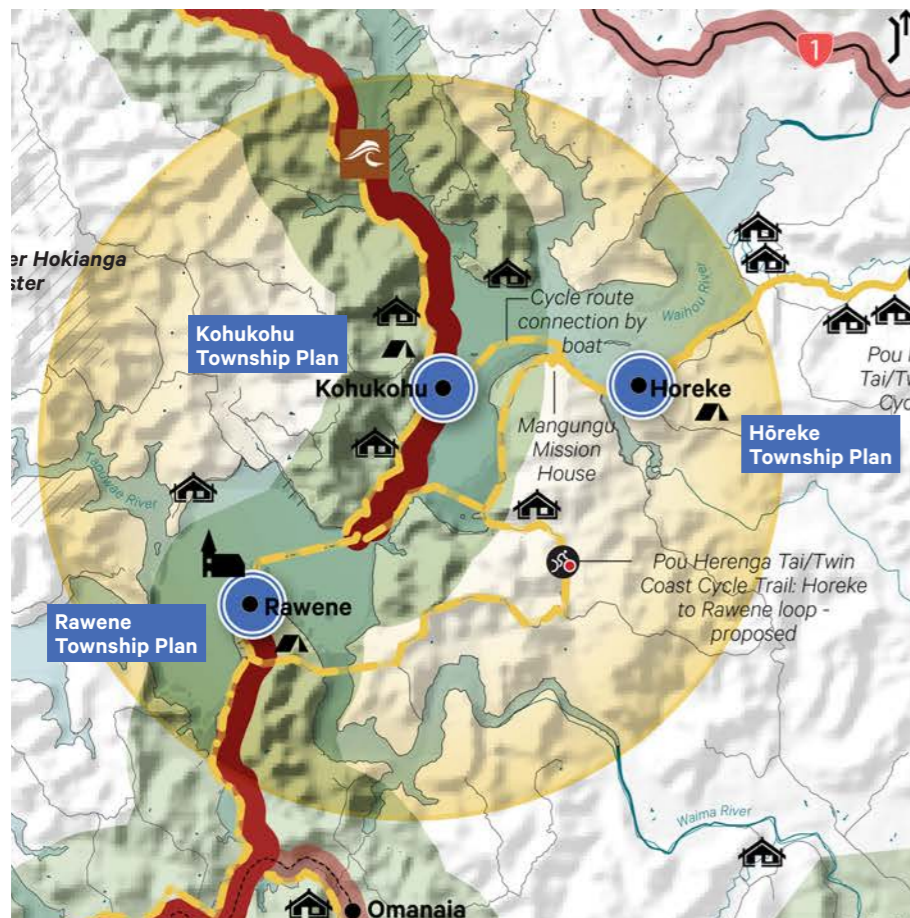 1
er Hokianga
ster
Waihou River
Kohukohu
Township Plan
Cycle route
connection by
boat
Kohukohu
Horeke
Pou
Tai/Tw
Cyc
Mangungu
Mission
House
Hōreke
Township Plan
Tapuwae River
Pou Herenga Tai/Twin
Coast Cycle Trail: Horeke
to Rawene loop -
proposed
Rawene
Rawene
Township Plan
Waima River
Omanaia